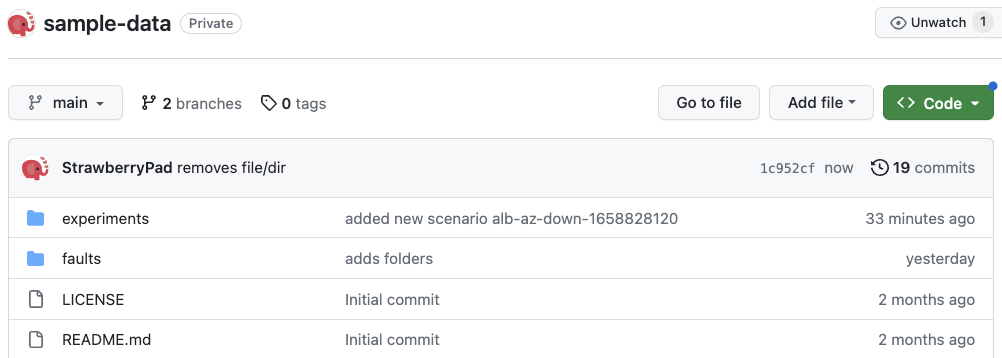 sample-data Private Unwatch 1
main 2 branches 0 tags Go to file Add file Code
StrawberryPad removes file/dir 1c952cf now 19 commits
experiments added new scenario alb-az-down-1658828120 33 minutes ago
faults adds folders yesterday
LICENSE Initial commit 2 months ago
README.md Initial commit 2 months ago